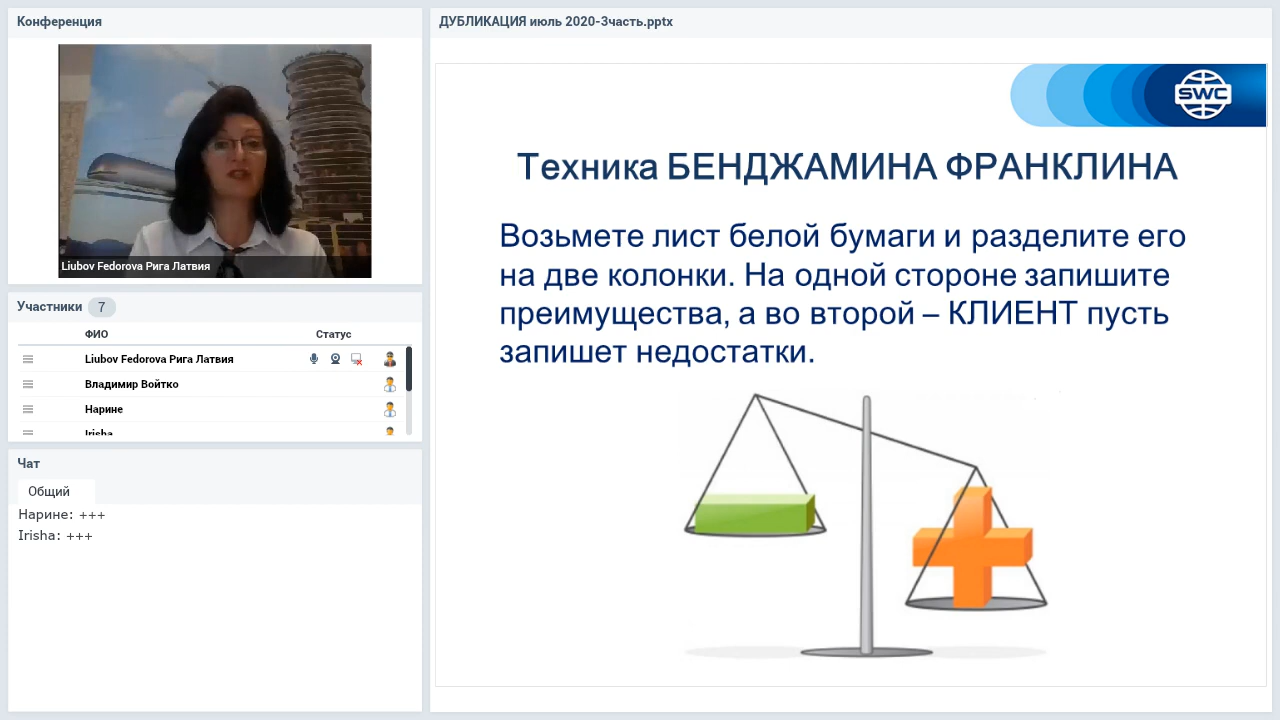 Конференция
Liubov Fedorova Рига Латвия
Участники 7
ФИО Статус
Liubov Fedorova Рига Латвия
Владимир Войтко
Нарине
Irisha
Чат
Общий
Нарине: +++
Irisha: +++
ДУБЛИКАЦИЯ июль 2020-3часть.pptx
SWC
Техника БЕНДЖАМИНА ФРАНКЛИНА
Возьмете лист белой бумаги и разделите его
на две колонки. На одной стороне запишите
преимущества, а во второй – КЛИЕНТ пусть
запишет недостатки.